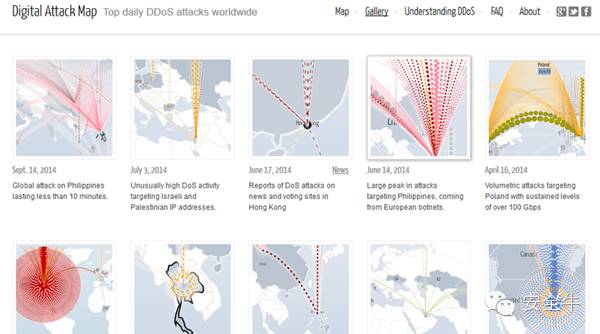 Digital Attack Map Top daily DDoS attacks worldwide
Map · Gallery · Understanding DDoS · FAQ · About
Hong Kong
Poland
Sept. 14, 2014
Global attack on Philippines
lasting less than 10 minutes.
July 3, 2014
Unusually high DoS activity
targeting Israeli and
Palestinian IP addresses.
June 17, 2014 News
Reports of DoS attacks on
news and voting sites in
Hong Kong
June 14, 2014
Large peak in attacks
targeting Philippines, coming
from European botnets.
April 16, 2014
Volumetric attacks targeting
Poland with sustained levels
of over 100 Gbps
Canada
安全牛